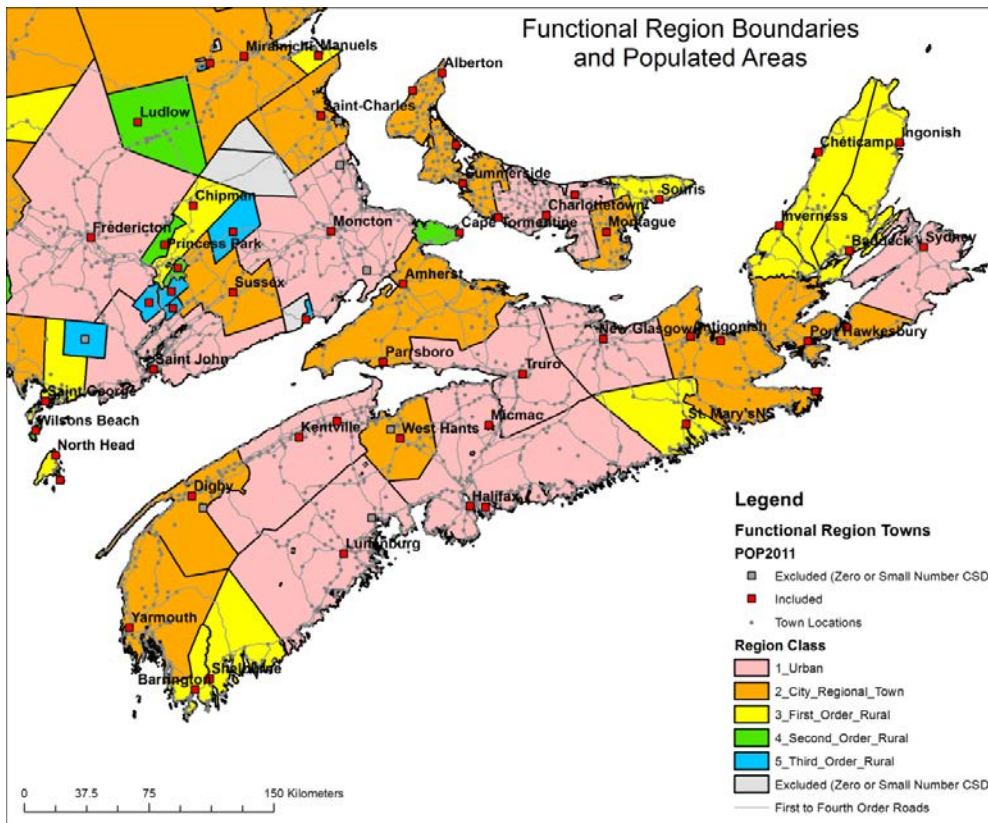 Functional Region Boundaries
and Populated Areas
Miramichi
Manuels
Alberton
Saint-Charles
Ludlow
Chéticamp
Ingonish
Summerside
Souris
Chipman
Charlottetown
Fredericton
Moncton
Cape Tormentine
Montague
Inverness
Princess Park
Baddeck
Sydney
Sussex
Amherst
New Glasgow
Antigonish
Port Hawkesbury
Parrsboro
Saint John
Truro
Saint George
St. Mary'sNS
Wilsons Beach
Micmac
Kentville
West Hants
North Head
Digby
Halifax
Lunenburg
Yarmouth
Shelburne
Barrington
Legend
Functional Region Towns
POP2011
Excluded (Zero or Small Number CSD
Included
Town Locations
Region Class
1_Urban
2_City_Regional_Town
3_First_Order_Rural
4_Second_Order_Rural
5_Third_Order_Rural
Excluded (Zero or Small Number CSD
First to Fourth Order Roads
0 37.5 75 150 Kilometers